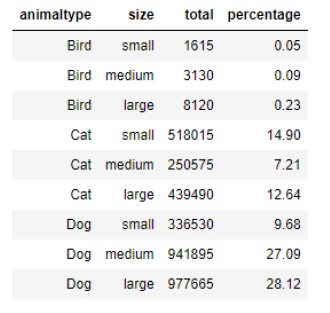 animaltype size total percentage
Bird small 1615 0.05
Bird medium 3130 0.09
Bird large 8120 0.23
Cat small 518015 14.90
Cat medium 250575 7.21
Cat large 439490 12.64
Dog small 336530 9.68
Dog medium 941895 27.09
Dog large 977665 28.12